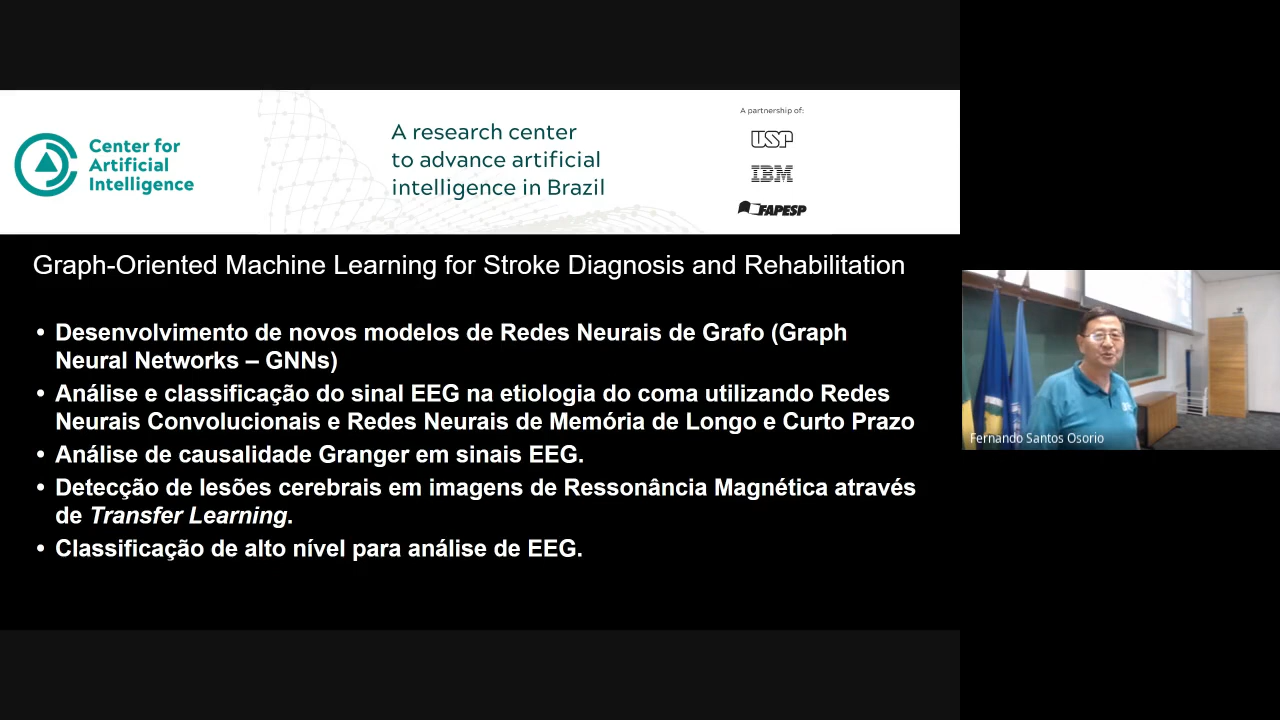 Center for
Artificial
Intelligence
A research center
to advance artificial
intelligence in Brazil
A partnership of:
USP
IBM
FAPESP
Graph-Oriented Machine Learning for Stroke Diagnosis and Rehabilitation
• Desenvolvimento de novos modelos de Redes Neurais de Grafo (Graph
Neural Networks – GNNs)
• Análise e classificação do sinal EEG na etiologia do coma utilizando Redes
Neurais Convolucionais e Redes Neurais de Memória de Longo e Curto Prazo
• Análise de causalidade Granger em sinais EEG.
• Detecção de lesões cerebrais em imagens de Ressonância Magnética através
de Transfer Learning.
• Classificação de alto nível para análise de EEG.
Fernando Santos Osorio